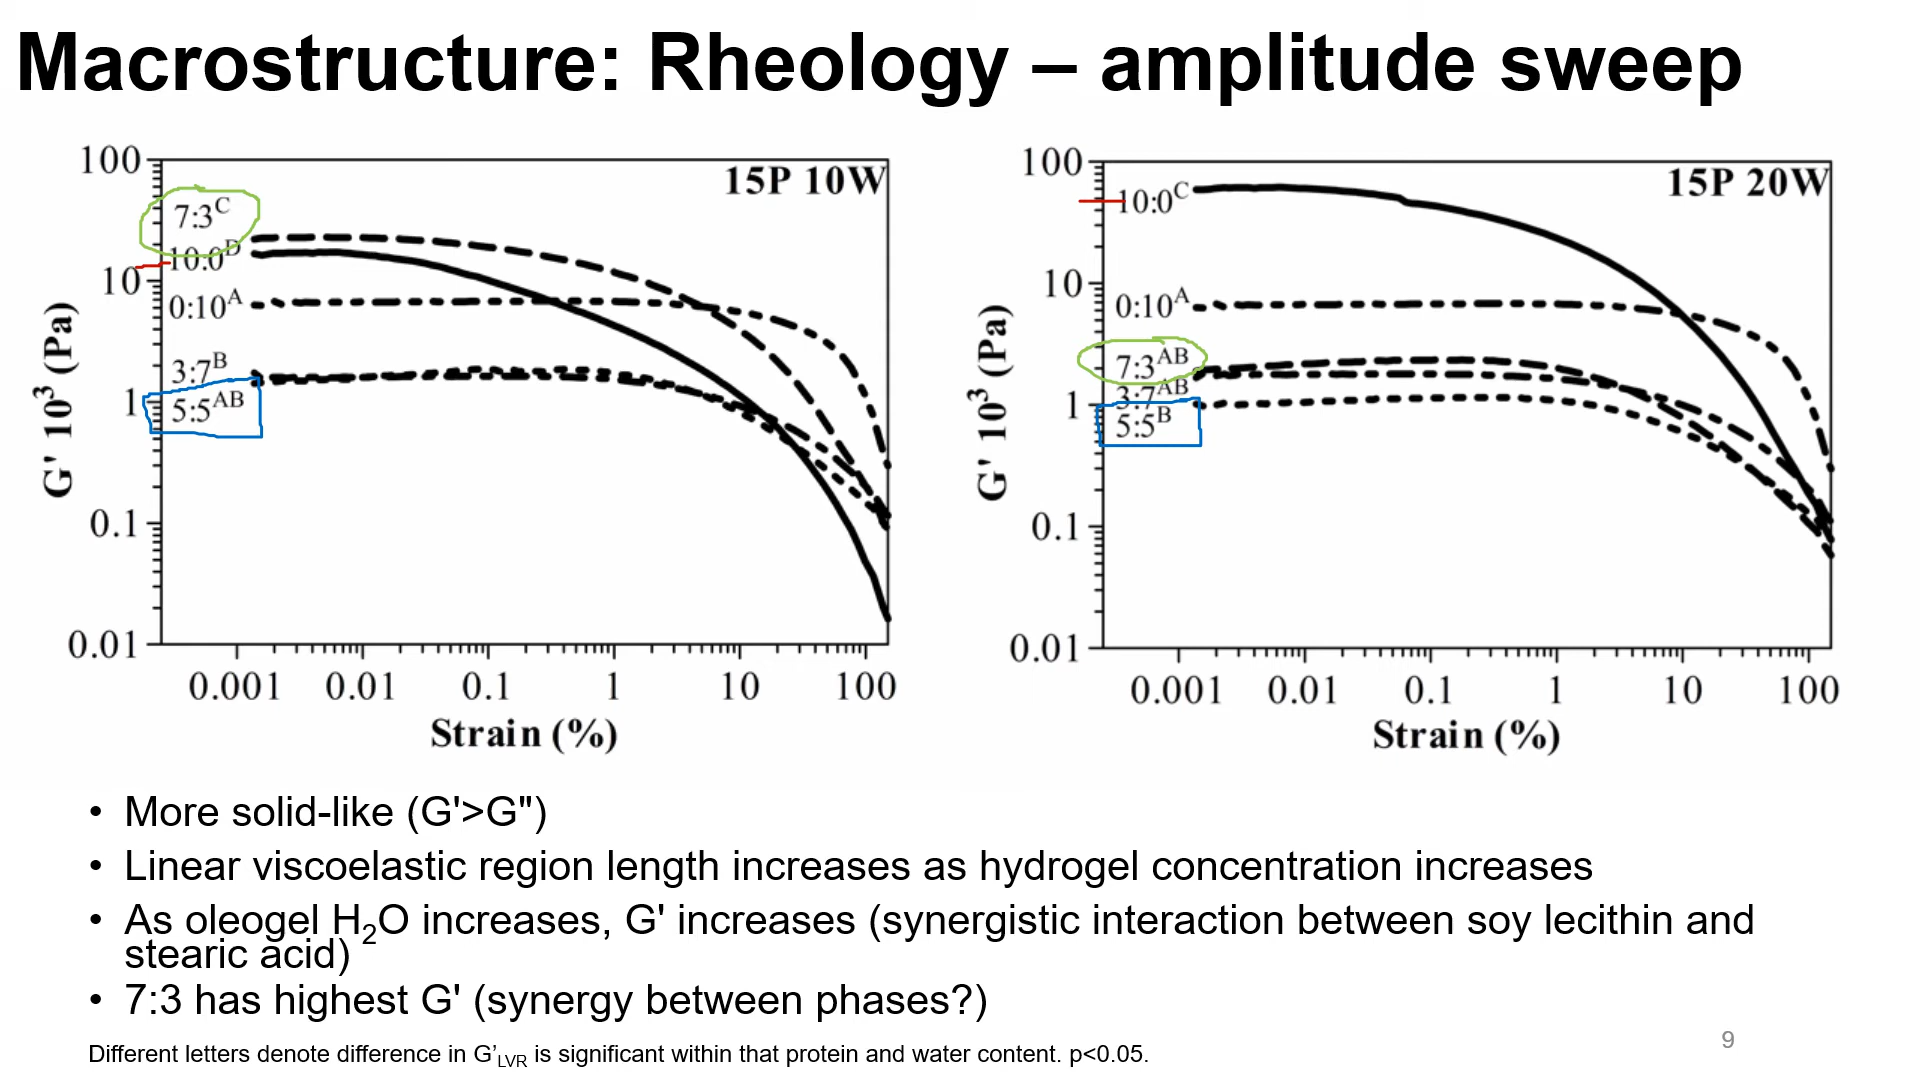 Macrostructure: Rheology – amplitude sweep
100
10
1
0.1
0.01
G' 10³ (Pa)
15P 10W
7:3ᶜ
10:0ᴰ
0:10ᴬ
3:7ᴮ
5:5ᴬᴮ
0.001 0.01 0.1 1 10 100
Strain (%)
100
10
1
0.1
0.01
G' 10³ (Pa)
15P 20W
10:0ᶜ
0:10ᴬ
7:3ᴬᴮ
3:7ᴬᴮ
5:5ᴮ
0.001 0.01 0.1 1 10 100
Strain (%)
• More solid-like (G'>G")
• Linear viscoelastic region length increases as hydrogel concentration increases
• As oleogel H₂O increases, G' increases (synergistic interaction between soy lecithin and
stearic acid)
• 7:3 has highest G' (synergy between phases?)
Different letters denote difference in G’LVR is significant within that protein and water content. p<0.05.
9